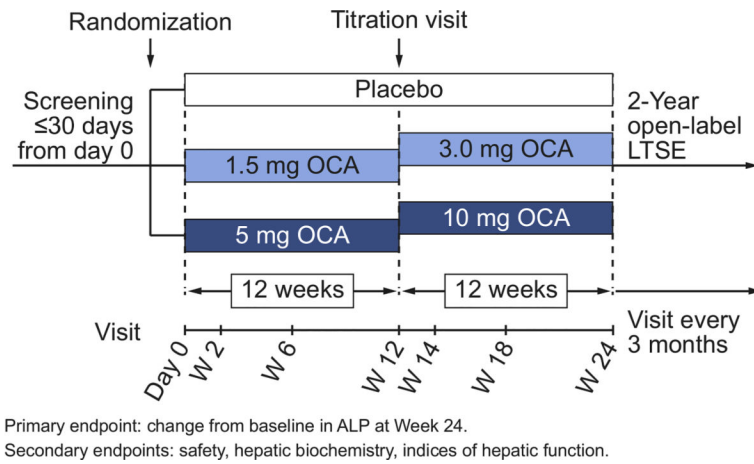 Randomization
Titration visit
Screening
≤30 days
from day 0
Placebo
1.5 mg OCA
3.0 mg OCA
5 mg OCA
10 mg OCA
2-Year
open-label
LTSE
12 weeks
12 weeks
Visit
Day 0
W 2
W 6
W 12
W 14
W 18
W 24
Visit every
3 months
Primary endpoint: change from baseline in ALP at Week 24.
Secondary endpoints: safety, hepatic biochemistry, indices of hepatic function.